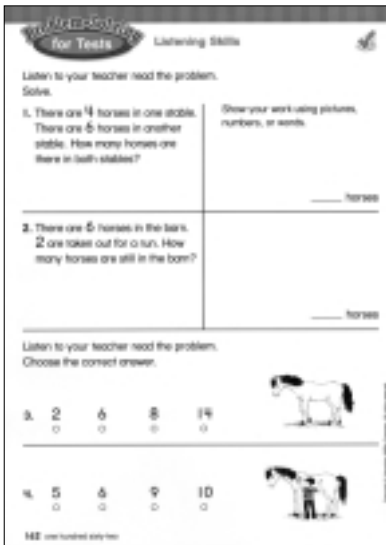 Problem Solving
for Tests
Listening Skills
Listen to your teacher read the problem.
Solve.
1. There are 4 horses in one stable.
There are 6 horses in another
stable. How many horses are
there in both stables?
Show your work using pictures,
numbers, or words.
horses
2. There are 6 horses in the barn.
2 are taken out for a run. How
many horses are still in the barn?
horses
Listen to your teacher read the problem.
Choose the correct answer.
3. 2 6 8 14
4. 5 6 9 10
162 one hundred sixty-two